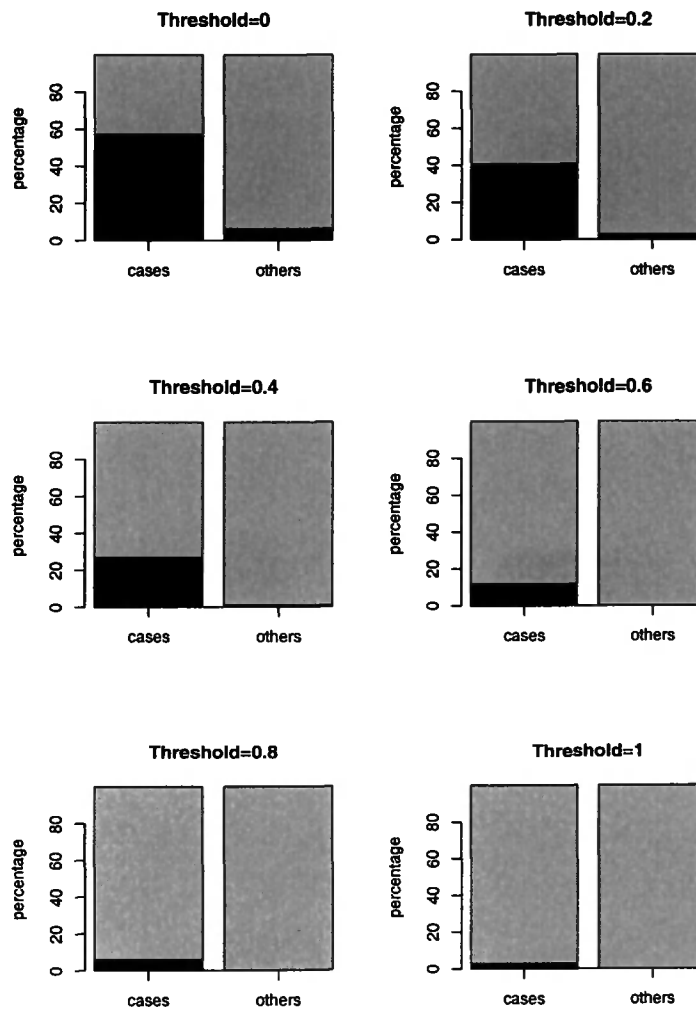 Threshold=0
percentage
0 20 40 60 80
cases others
Threshold=0.2
percentage
0 20 40 60 80
cases others
Threshold=0.4
percentage
0 20 40 60 80
cases others
Threshold=0.6
percentage
0 20 40 60 80
cases others
Threshold=0.8
percentage
0 20 40 60 80
cases others
Threshold=1
percentage
0 20 40 60 80
cases others